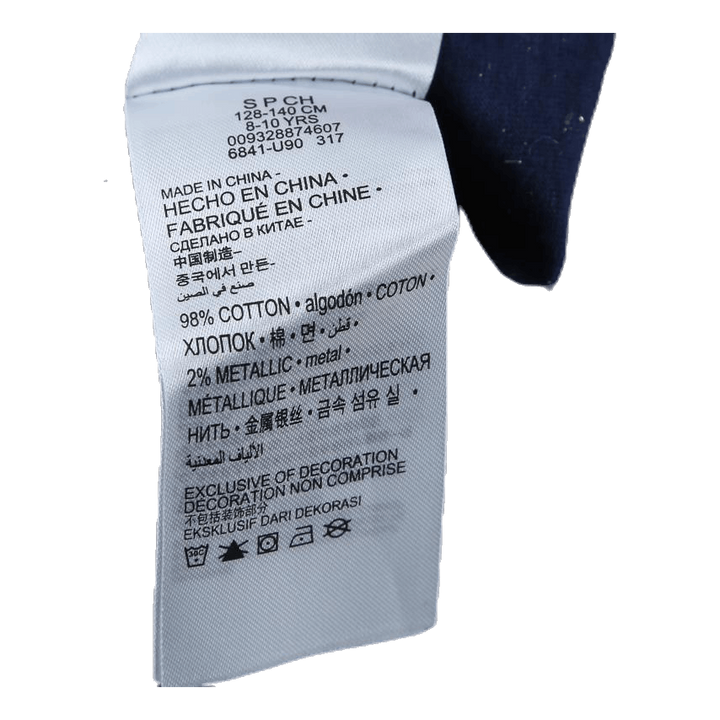 S P CH
128-140 CM
8-10 YRS
009328874607
6841-U90 317
MADE IN CHINA -
HECHO EN CHINA •
FABRIQUÉ EN CHINE •
СДЕЛАНО В КИТАЕ -
中国制造-
중국에서 만든-
صنع في الصين
98% COTTON • algodón • COTON •
ХЛОПОК • 棉 • 면 • قطن •
2% METALLIC • metal •
MÉTALLIQUE • МЕТАЛЛИЧЕСКАЯ
НИТЬ • 金属银丝 • 금속 섬유 실 •
الألياف المعدنية
EXCLUSIVE OF DECORATION
DECORATION NON COMPRISE
不包括装饰部分
EKSKLUSIF DARI DEKORASI
30C